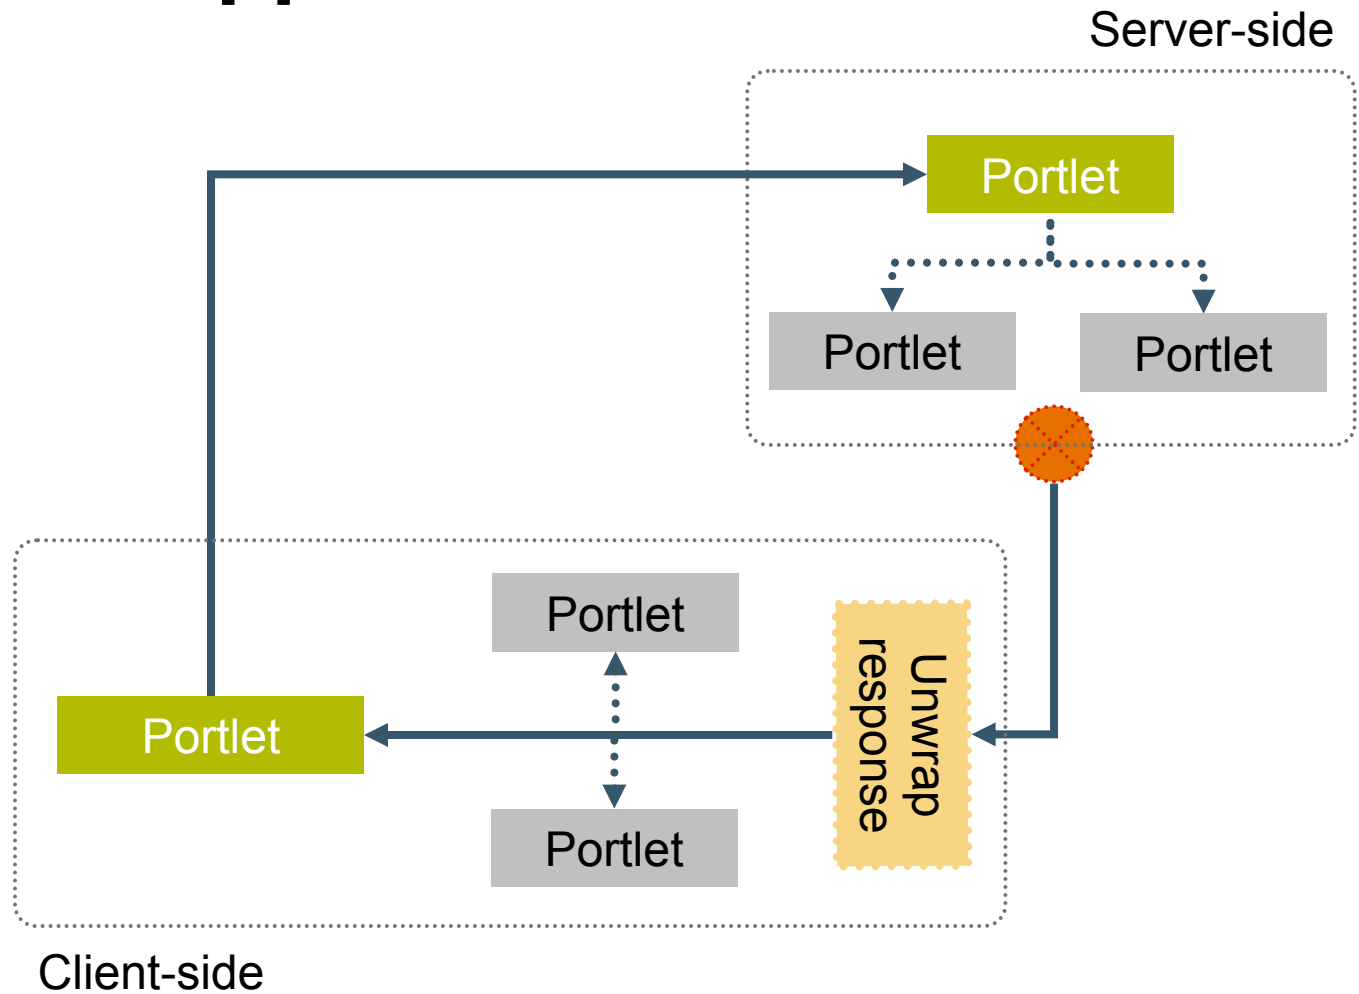 Server-side
Portlet
Portlet
Portlet
Portlet
Unwrap
response
Portlet
Portlet
Client-side